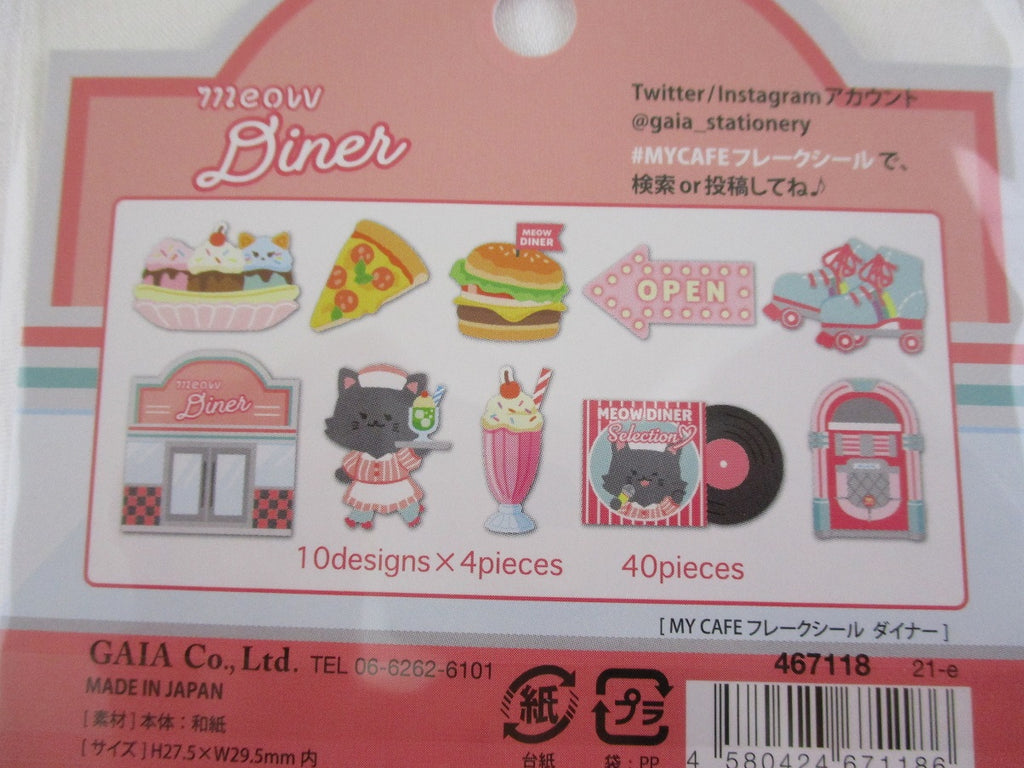 meow
Diner
Twitter/Instagramアカウント
@gaia_stationery
#MYCAFEフレークシールで、
検索or投稿してね♪
MEOW
DINER
OPEN
meow
Diner
MEOW DINER
Selection
10designs×4pieces
40pieces
[ MY CAFE フレークシール ダイナー ]
GAIA Co., Ltd. TEL 06-6262-6101
467118 21-e
MADE IN JAPAN
[ 素材 ] 本体：和紙
[ サイズ ] H27.5×W29.5mm 内
紙
台紙
プラ
袋：PP
4 580424 671186